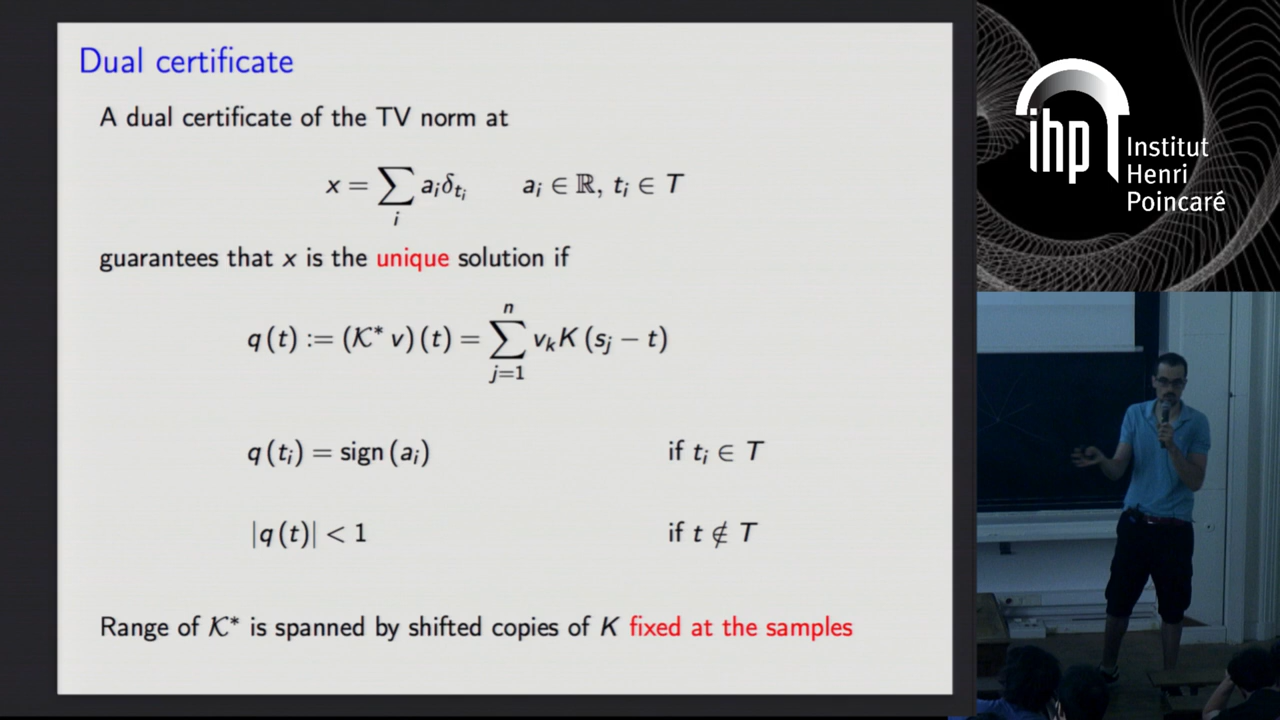 Dual certificate
A dual certificate of the TV norm at
x = ∑_i a_i δ_{t_i}    a_i ∈ ℝ, t_i ∈ T
guarantees that x is the unique solution if
q(t) := (𝒦* v)(t) = ∑_{j=1}^{n} v_k K (s_j − t)
q(t_i) = sign(a_i)    if t_i ∈ T
|q(t)| < 1    if t ∉ T
Range of 𝒦* is spanned by shifted copies of K fixed at the samples
ihp
Institut
Henri
Poincaré